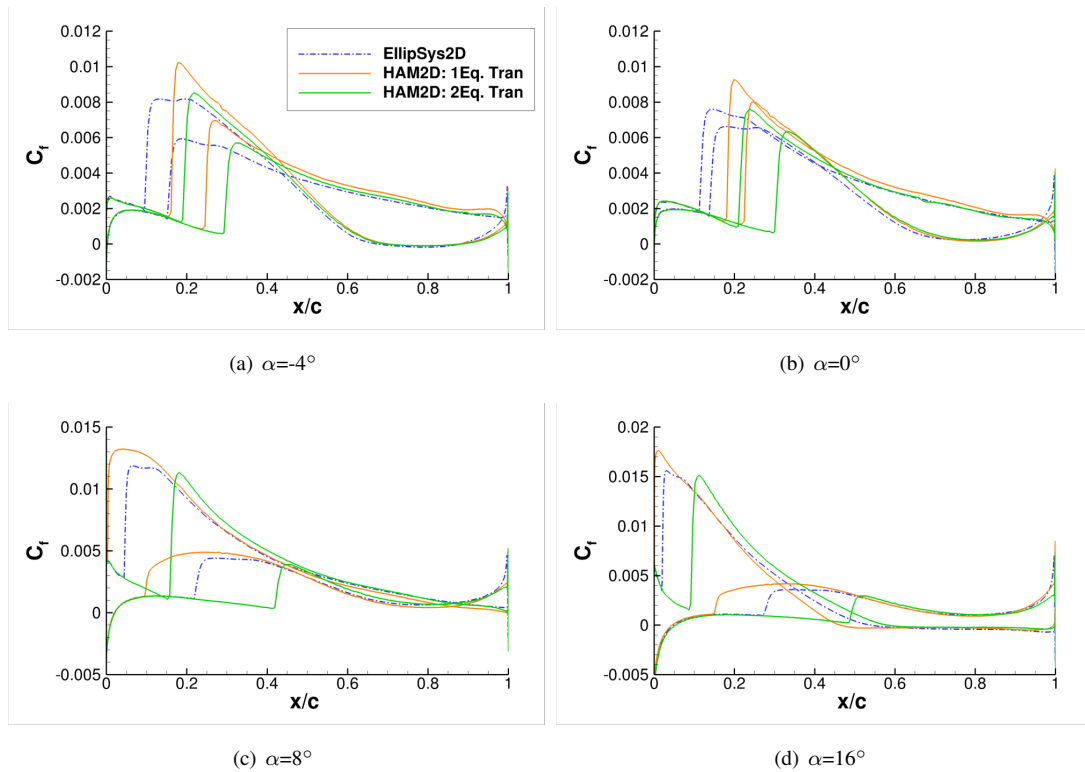 0.012
0.01
0.008
0.006
0.004
0.002
0
-0.002
C_f
0 0.2 0.4 0.6 0.8 1
x/c
EllipSys2D
HAM2D: 1Eq. Tran
HAM2D: 2Eq. Tran
(a) α=-4°
0.012
0.01
0.008
0.006
0.004
0.002
0
-0.002
C_f
0 0.2 0.4 0.6 0.8 1
x/c
(b) α=0°
0.015
0.01
0.005
0
-0.005
C_f
0 0.2 0.4 0.6 0.8 1
x/c
(c) α=8°
0.02
0.015
0.01
0.005
0
-0.005
C_f
0 0.2 0.4 0.6 0.8 1
x/c
(d) α=16°